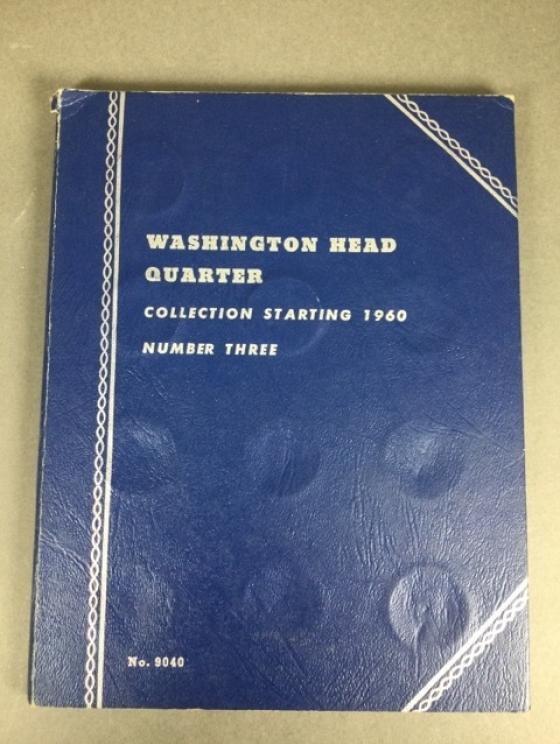 WASHINGTON HEAD
QUARTER
COLLECTION STARTING 1960
NUMBER THREE
No. 9040